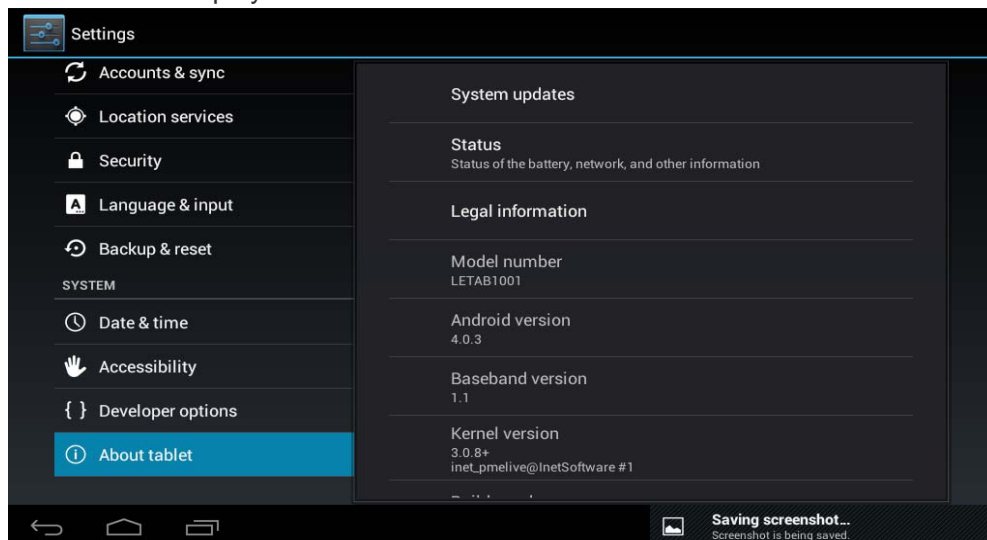 Settings
Accounts & sync
Location services
Security
Language & input
Backup & reset
SYSTEM
Date & time
Accessibility
{ } Developer options
About tablet
System updates
Status
Status of the battery, network, and other information
Legal information
Model number
LETAB1001
Android version
4.0.3
Baseband version
1.1
Kernel version
3.0.8+
inet_pmelive@InetSoftware #1
Saving screenshot...
Screenshot is being saved.